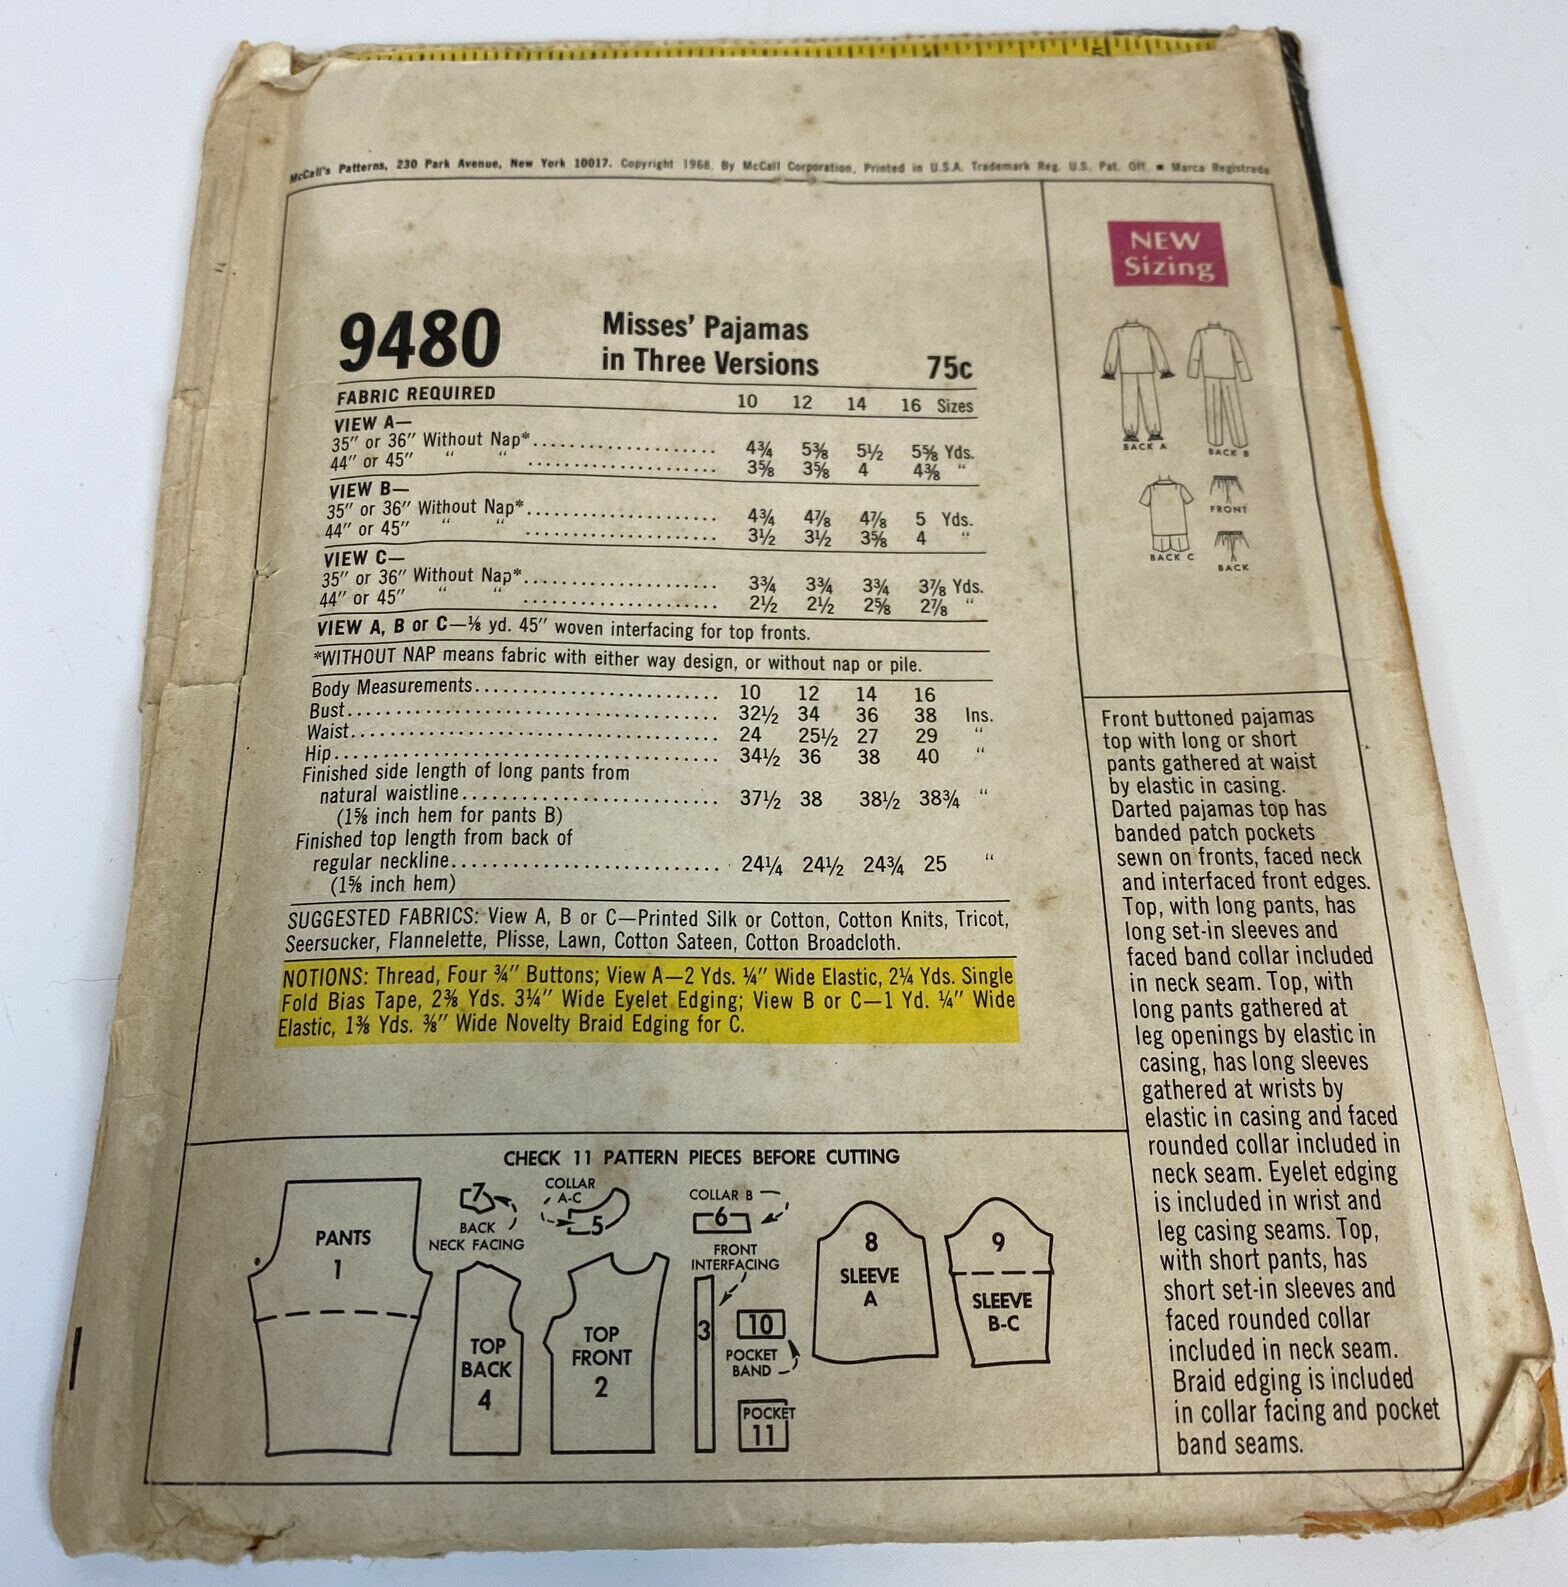 McCall's Patterns, 230 Park Avenue, New York 10017. Copyright 1968, By McCall Corporation, Printed in U.S.A. Trademark Reg. U.S. Pat. Off. ■ Marca Registrada
NEW
Sizing
9480
Misses' Pajamas
in Three Versions
75c
FABRIC REQUIRED 10 12 14 16 Sizes
VIEW A—
35" or 36" Without Nap*.................... 4¾ 5⅜ 5½ 5⅝ Yds.
44" or 45" " " .................... 3⅝ 3⅝ 4 4⅜ "
VIEW B—
35" or 36" Without Nap*.................... 4¾ 4⅞ 4⅞ 5 Yds.
44" or 45" " " .................... 3½ 3½ 3⅝ 4 "
VIEW C—
35" or 36" Without Nap*.................... 3¾ 3¾ 3¾ 3⅞ Yds.
44" or 45" " " .................... 2½ 2½ 2⅝ 2⅞ "
VIEW A, B or C—⅛ yd. 45" woven interfacing for top fronts.
*WITHOUT NAP means fabric with either way design, or without nap or pile.
Body Measurements.......................... 10 12 14 16
Bust....................................... 32½ 34 36 38 Ins.
Waist...................................... 24 25½ 27 29 "
Hip........................................ 34½ 36 38 40 "
Finished side length of long pants from
natural waistline........................... 37½ 38 38½ 38¾ "
(1⅝ inch hem for pants B)
Finished top length from back of
regular neckline............................ 24¼ 24½ 24¾ 25 "
(1⅝ inch hem)
SUGGESTED FABRICS: View A, B or C—Printed Silk or Cotton, Cotton Knits, Tricot,
Seersucker, Flannelette, Plisse, Lawn, Cotton Sateen, Cotton Broadcloth.
NOTIONS: Thread, Four ¾" Buttons; View A—2 Yds. ¼" Wide Elastic, 2¼ Yds. Single
Fold Bias Tape, 2⅜ Yds. 3¼" Wide Eyelet Edging; View B or C—1 Yd. ¼" Wide
Elastic, 1⅜ Yds. ⅜" Wide Novelty Braid Edging for C.
BACK A
BACK B
FRONT
BACK C
BACK
Front buttoned pajamas
top with long or short
pants gathered at waist
by elastic in casing.
Darted pajamas top has
banded patch pockets
sewn on fronts, faced neck
and interfaced front edges.
Top, with long pants, has
long set-in sleeves and
faced band collar included
in neck seam. Top, with
long pants gathered at
leg openings by elastic in
casing, has long sleeves
gathered at wrists by
elastic in casing and faced
rounded collar included in
neck seam. Eyelet edging
is included in wrist and
leg casing seams. Top,
with short pants, has
short set-in sleeves and
faced rounded collar
included in neck seam.
Braid edging is included
in collar facing and pocket
band seams.
CHECK 11 PATTERN PIECES BEFORE CUTTING
PANTS
1
7
BACK
NECK FACING
COLLAR
A-C
5
COLLAR B
6
FRONT
INTERFACING
3
TOP
BACK
4
TOP
FRONT
2
10
POCKET
BAND
POCKET
11
8
SLEEVE
A
9
SLEEVE
B-C